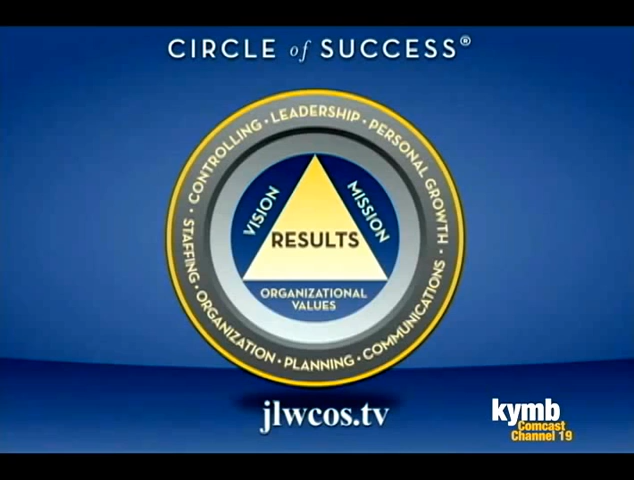 CIRCLE of SUCCESS®
CONTROLLING • LEADERSHIP • PERSONAL GROWTH • COMMUNICATIONS • PLANNING • ORGANIZATION • STAFFING •
VISION
MISSION
RESULTS
ORGANIZATIONAL
VALUES
jlwcos.tv
kymb
Comcast
Channel 19